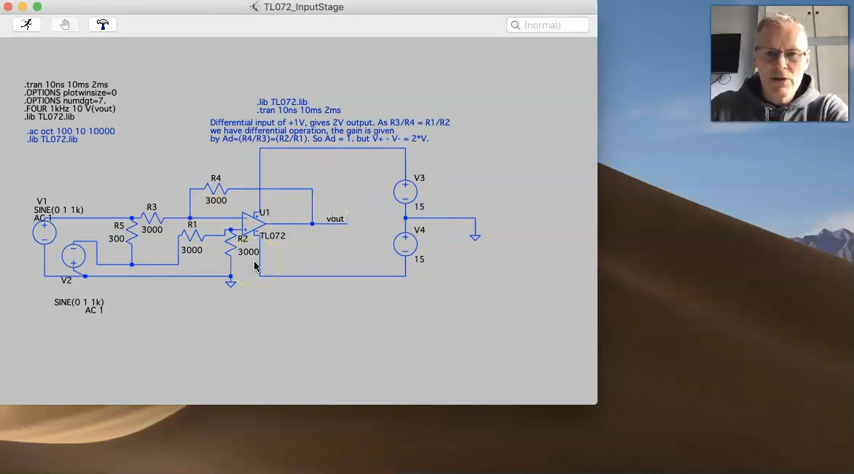 TL072_InputStage
(normal)
.tran 10ns 10ms 2ms
.OPTIONS plotwinsize=0
.OPTIONS numdgt=7.
.FOUR 1kHz 10 V(vout)
.lib TL072.lib
.ac oct 100 10 10000
.lib TL072.lib
.lib TL072.lib
.tran 10ns 10ms 2ms
Differential input of +1V, gives 2V output. As R3/R4 = R1/R2
we have differential operation, the gain is given
by Ad=(R4/R3)=(R2/R1). So Ad = 1. but V+ - V- = 2*V.
R4
3000
V3
15
V1
SINE(0 1 1k)
AC 1
R3
3000
U1
vout
R5
300
R1
3000
TL072
R2
3000
V4
15
V2
SINE(0 1 1k)
AC 1